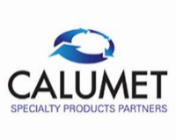 CALUMET
SPECIALTY PRODUCTS PARTNERS